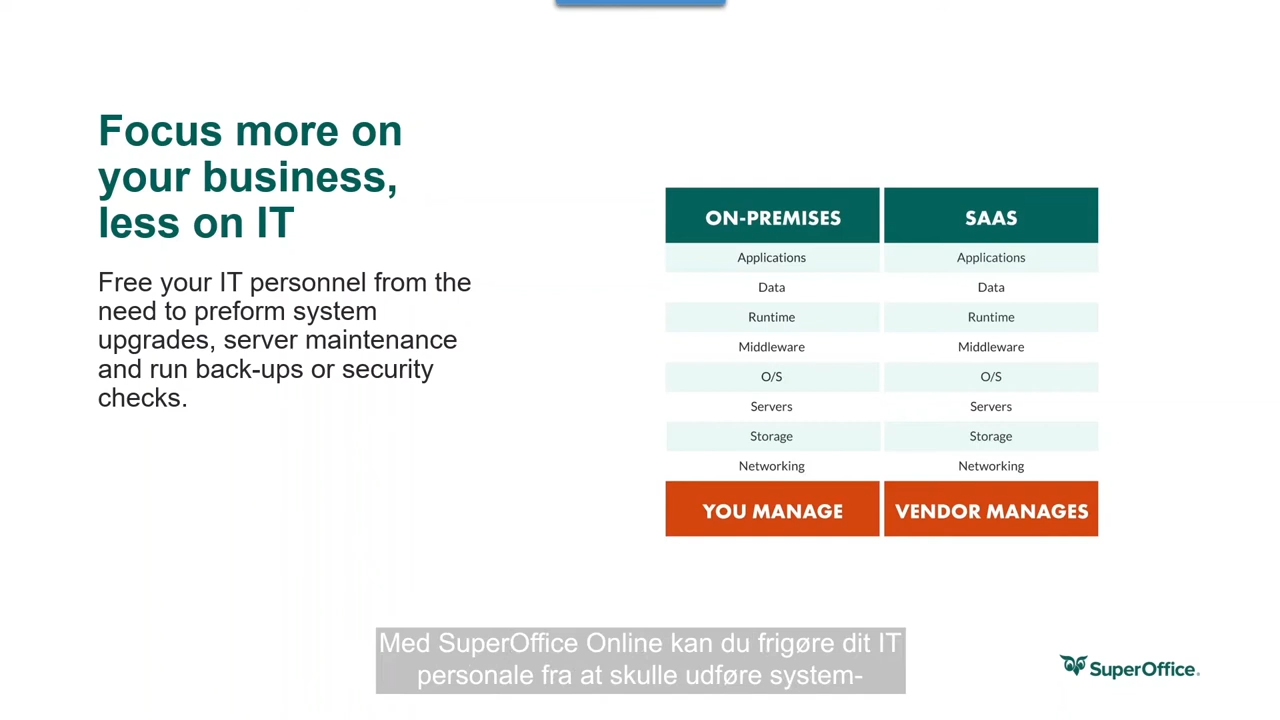 Focus more on
your business,
less on IT
Free your IT personnel from the
need to preform system
upgrades, server maintenance
and run back-ups or security
checks.
ON-PREMISES SAAS
Applications Applications
Data Data
Runtime Runtime
Middleware Middleware
O/S O/S
Servers Servers
Storage Storage
Networking Networking
YOU MANAGE VENDOR MANAGES
Med SuperOffice Online kan du frigøre dit IT
personale fra at skulle udføre system-
SuperOffice.